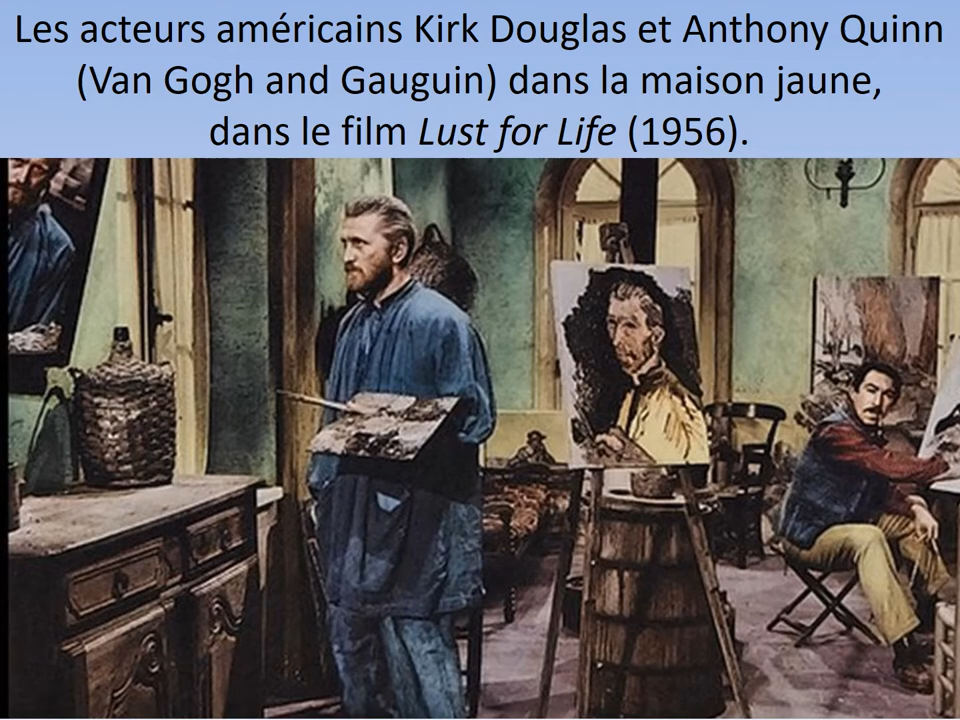 Les acteurs américains Kirk Douglas et Anthony Quinn
(Van Gogh and Gauguin) dans la maison jaune,
dans le film Lust for Life (1956).